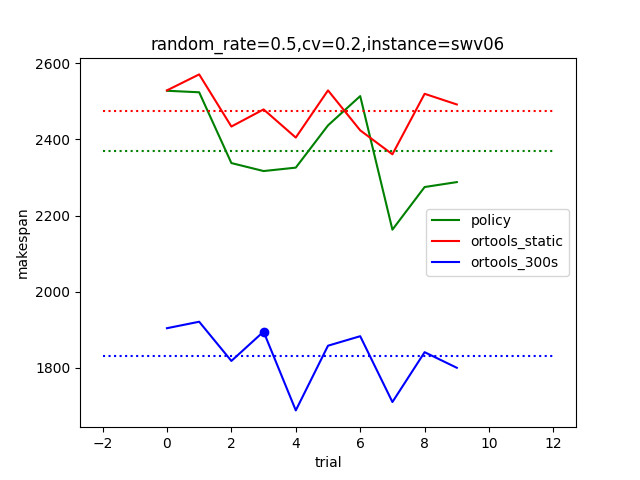 random_rate=0.5,cv=0.2,instance=swv06
2600
2400
2200
2000
1800
makespan
policy
ortools_static
ortools_300s
−2
0
2
4
6
8
10
12
trial